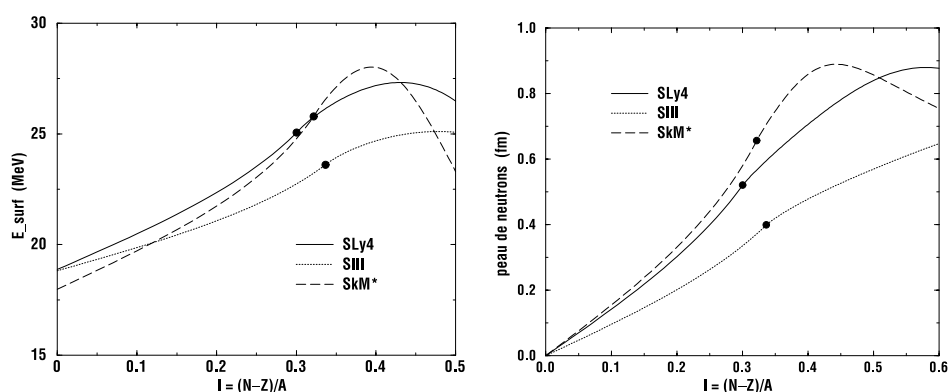 30
25
20
15
E_surf (MeV)
SLy4
SIII
SkM*
0 0.1 0.2 0.3 0.4 0.5
I = (N−Z)/A
1.0
0.8
0.6
0.4
0.2
0.0
peau de neutrons (fm)
SLy4
SIII
SkM*
0.0 0.1 0.2 0.3 0.4 0.5 0.6
I = (N−Z)/A